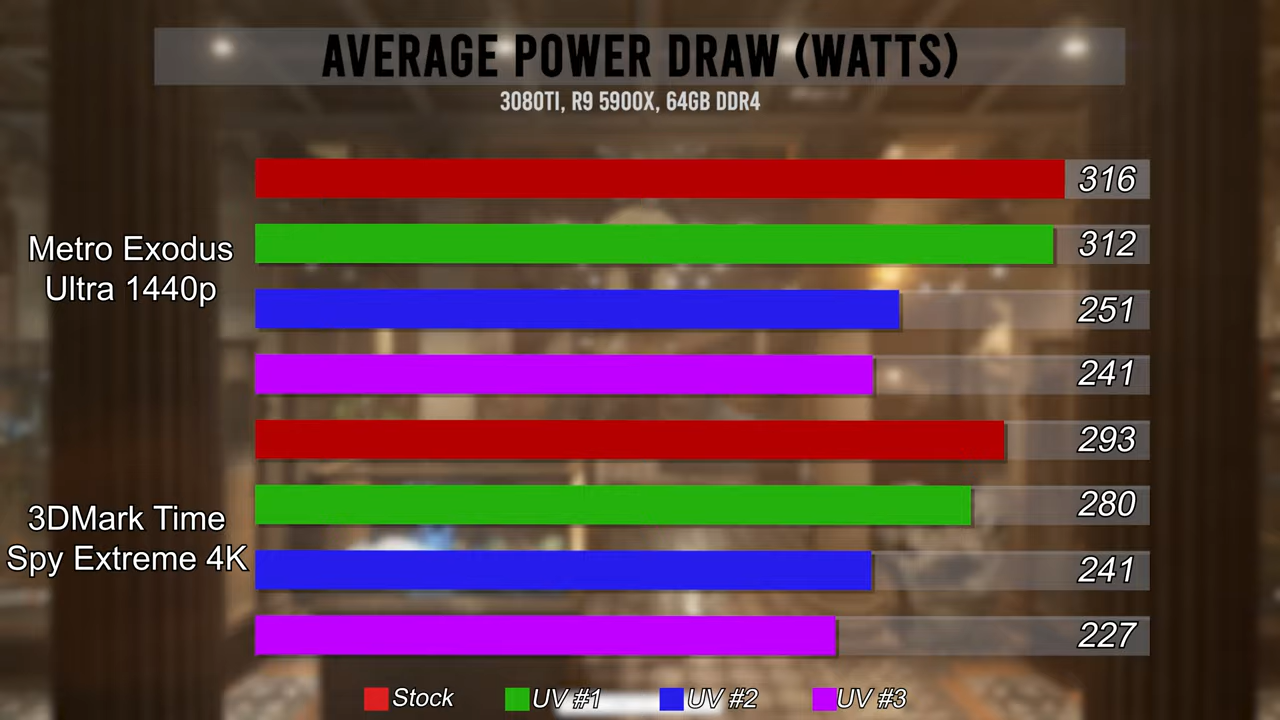 AVERAGE POWER DRAW (WATTS)
3080TI, R9 5900X, 64GB DDR4
Metro Exodus
Ultra 1440p
316
312
251
241
3DMark Time
Spy Extreme 4K
293
280
241
227
Stock UV #1 UV #2 UV #3